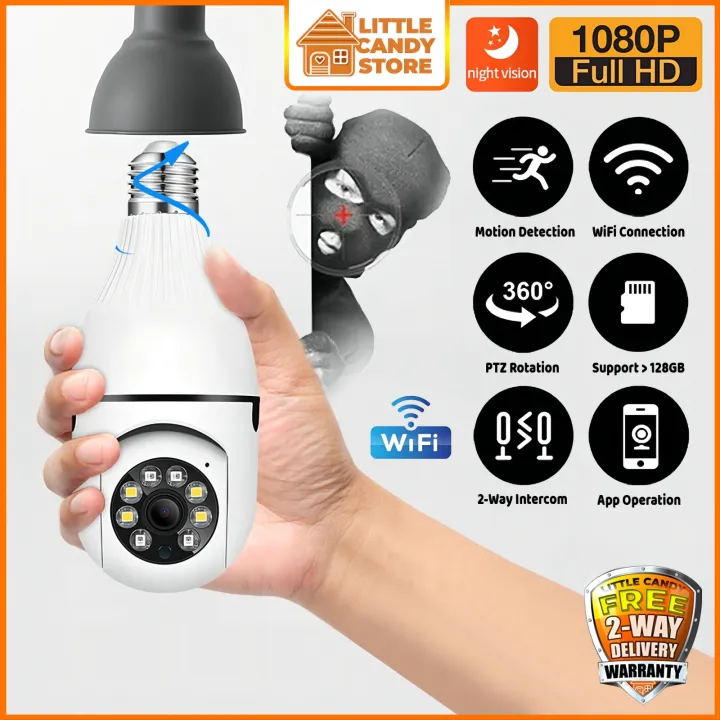 LITTLE
CANDY
STORE
night vision
1080P
Full HD
Motion Detection
WiFi Connection
360°
PTZ Rotation
Support > 128GB
WiFi
2-Way Intercom
App Operation
LITTLE CANDY
FREE
2-WAY
DELIVERY
WARRANTY